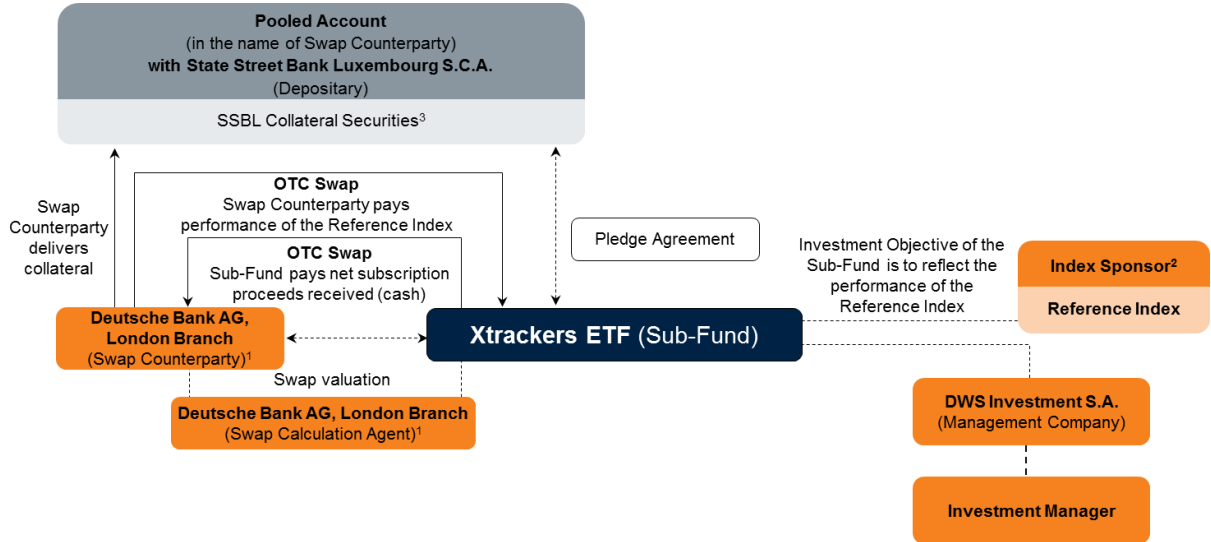 Pooled Account
(in the name of Swap Counterparty)
with State Street Bank Luxembourg S.C.A.
(Depositary)
SSBL Collateral Securities³
Swap
Counterparty
delivers
collateral
OTC Swap
Swap Counterparty pays
performance of the Reference Index
OTC Swap
Sub-Fund pays net subscription
proceeds received (cash)
Pledge Agreement
Investment Objective of the
Sub-Fund is to reflect the
performance of the
Reference Index
Index Sponsor²
Reference Index
Deutsche Bank AG,
London Branch
(Swap Counterparty)¹
Xtrackers ETF (Sub-Fund)
Swap valuation
Deutsche Bank AG, London Branch
(Swap Calculation Agent)¹
DWS Investment S.A.
(Management Company)
Investment Manager